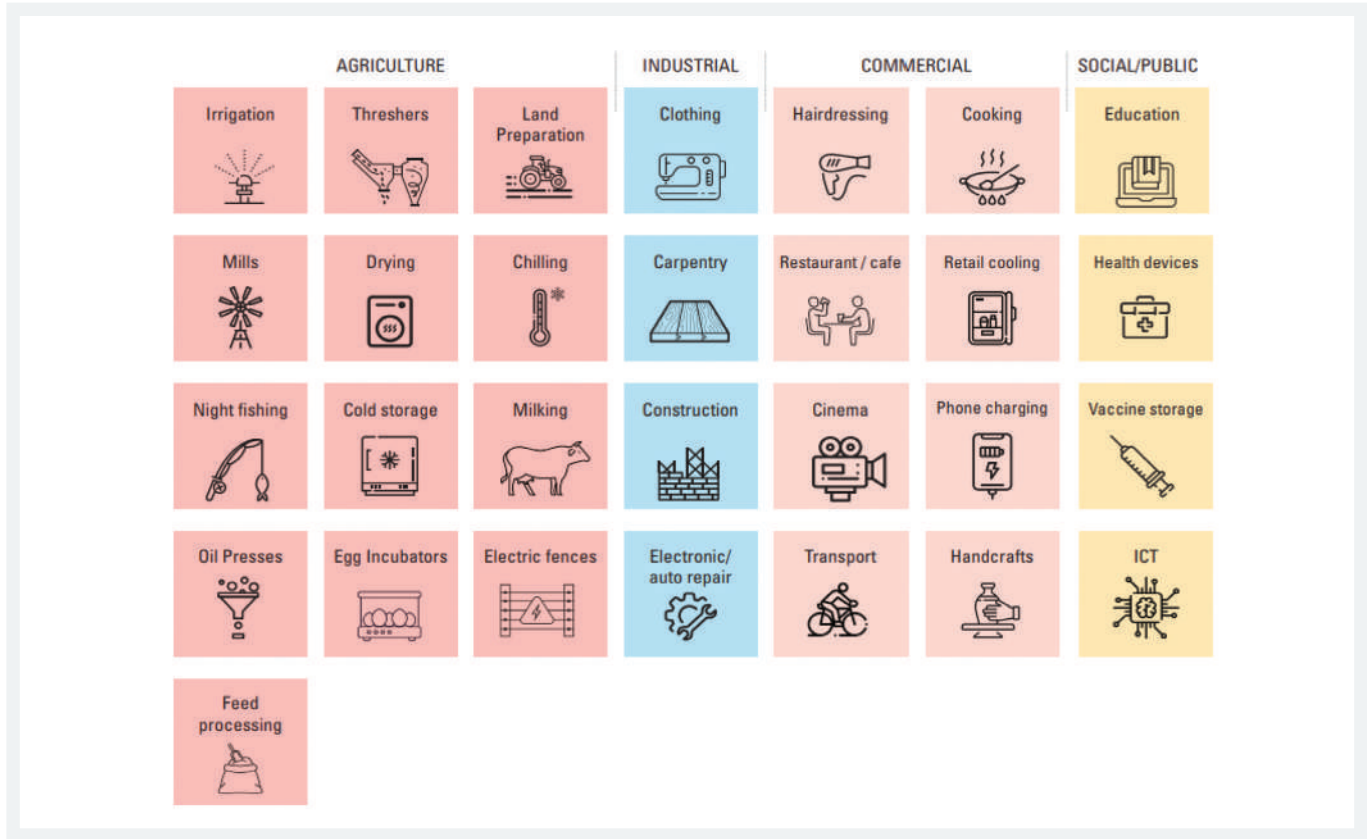 AGRICULTURE INDUSTRIAL COMMERCIAL SOCIAL/PUBLIC
Irrigation
Threshers
Land
Preparation
Clothing
Hairdressing
Cooking
Education
Mills
Drying
Chilling
Carpentry
Restaurant / cafe
Retail cooling
Health devices
Night fishing
Cold storage
Milking
Construction
Cinema
Phone charging
Vaccine storage
Oil Presses
Egg Incubators
Electric fences
Electronic/
auto repair
Transport
Handcrafts
ICT
Feed
processing